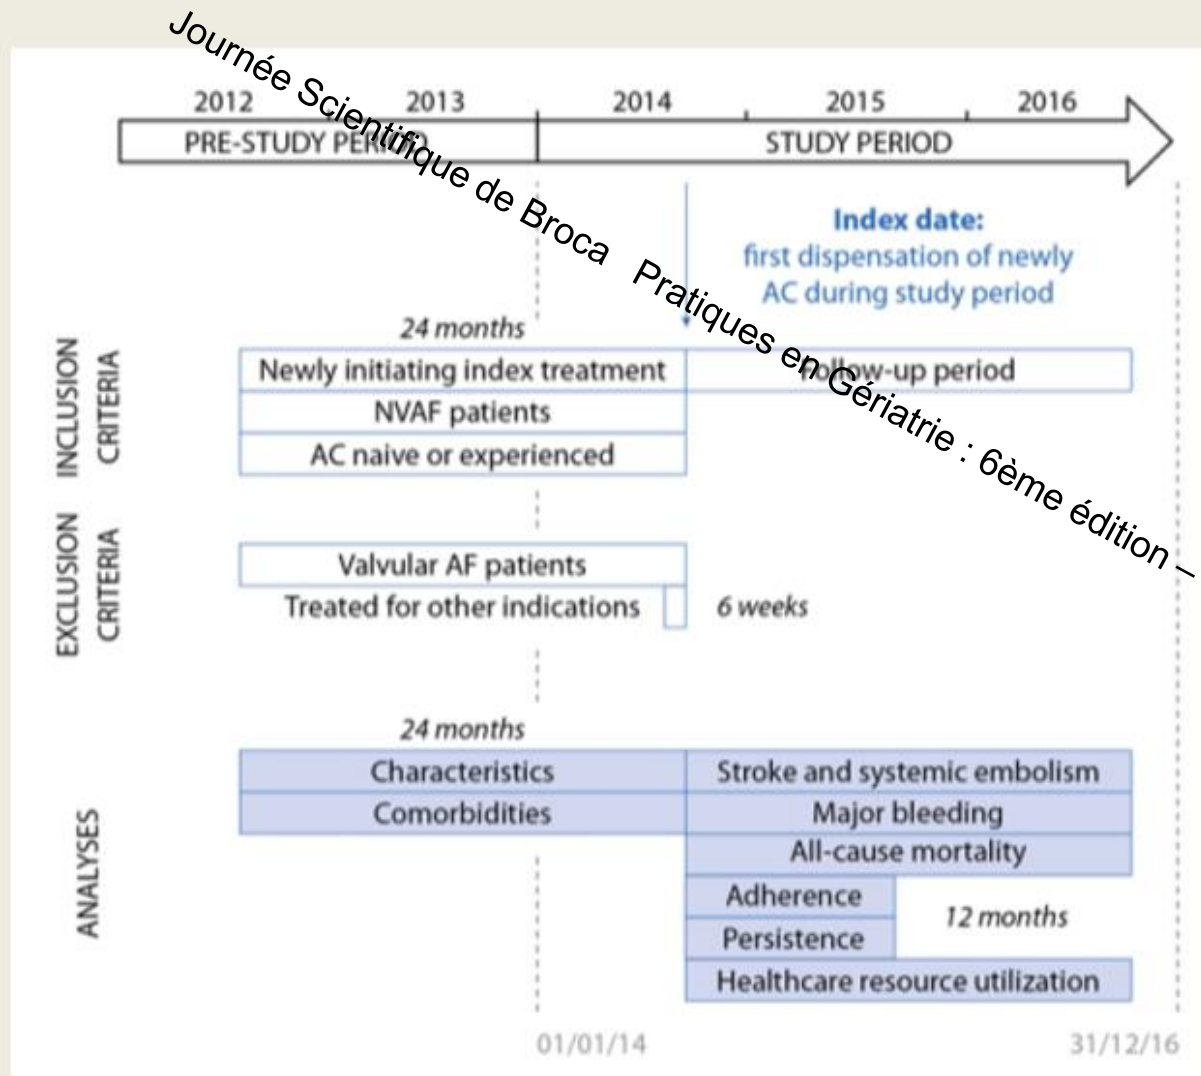 Journée Scientifique de Broca Pratiques en Gériatrie : 6ème édition –
2012 2013 2014 2015 2016
PRE-STUDY PERIOD STUDY PERIOD
Index date:
first dispensation of newly
AC during study period
24 months
INCLUSION
CRITERIA
Newly initiating index treatment Follow-up period
NVAF patients
AC naive or experienced
EXCLUSION
CRITERIA
Valvular AF patients
Treated for other indications 6 weeks
24 months
ANALYSES
Characteristics Stroke and systemic embolism
Comorbidities Major bleeding
All-cause mortality
Adherence
12 months
Persistence
Healthcare resource utilization
01/01/14 31/12/16